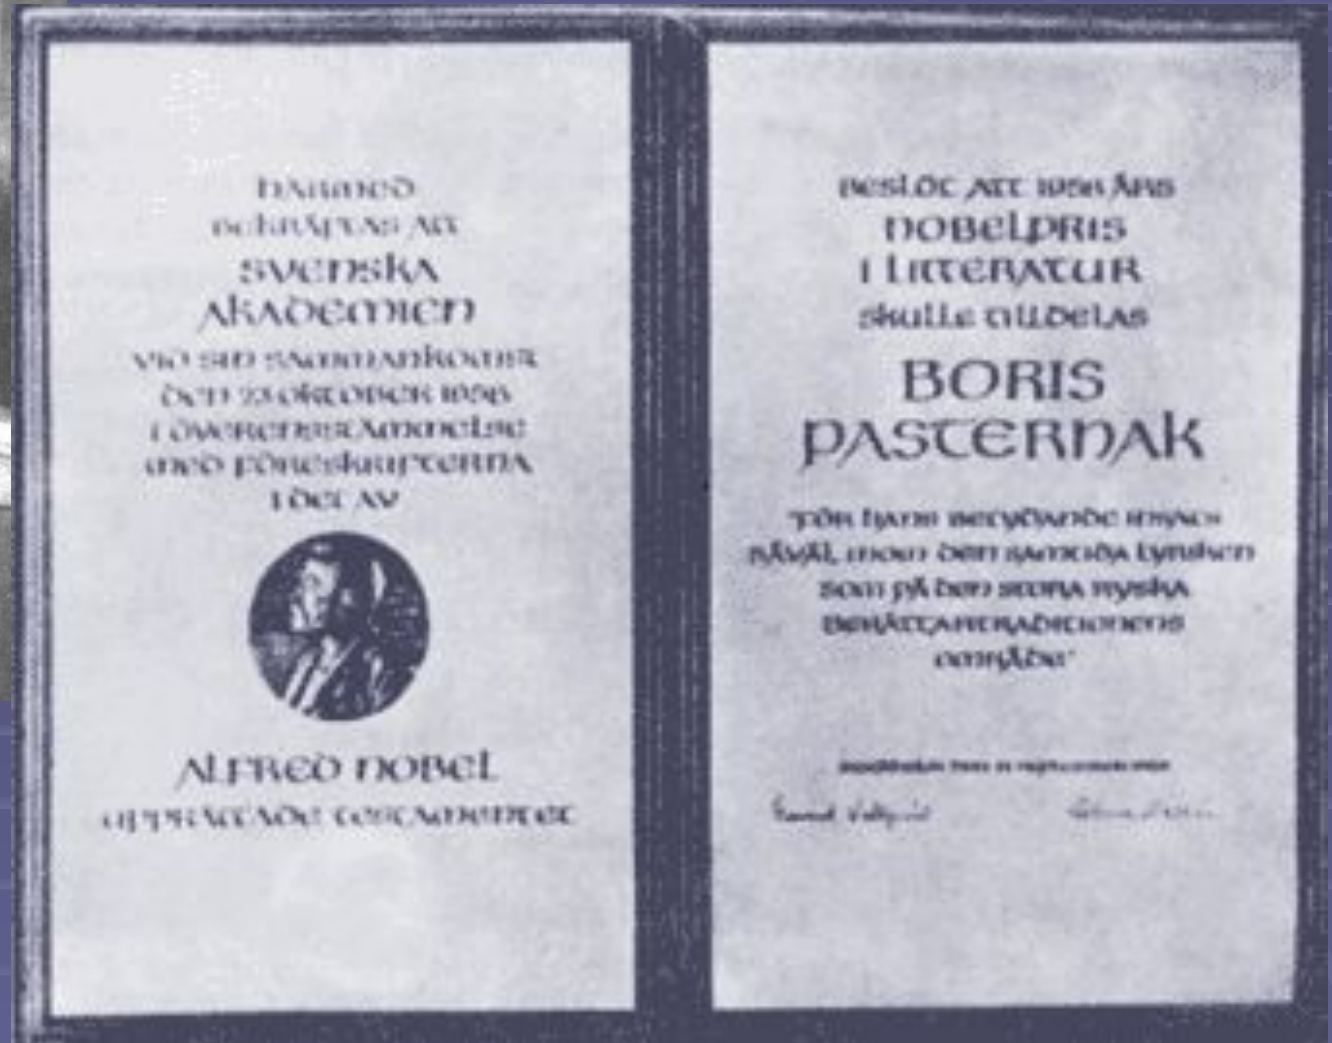 HÄRMED
BEKRÄFTAS ATT
SVENSKA
AKADEMIEN
VID SIN SAMMANKOMST
DEN 23 OKTOBER 1958
I ÖVERENSSTÄMMELSE
MED FÖRESKRIFTERNA
I DET AV
ALFRED NOBEL
UPPRÄTTADE TESTAMENTET
BESLÖT ATT 1958 ÅRS
NOBELPRIS
I LITTERATUR
SKULLE TILLDELAS
BORIS
PASTERNAK
"FÖR HANS BETYDANDE INSATS
SÅVÄL INOM DEN SAMTIDA LYRIKEN
SOM PÅ DEN STORA RYSKA
BERÄTTARTRADITIONENS
OMRÅDE"